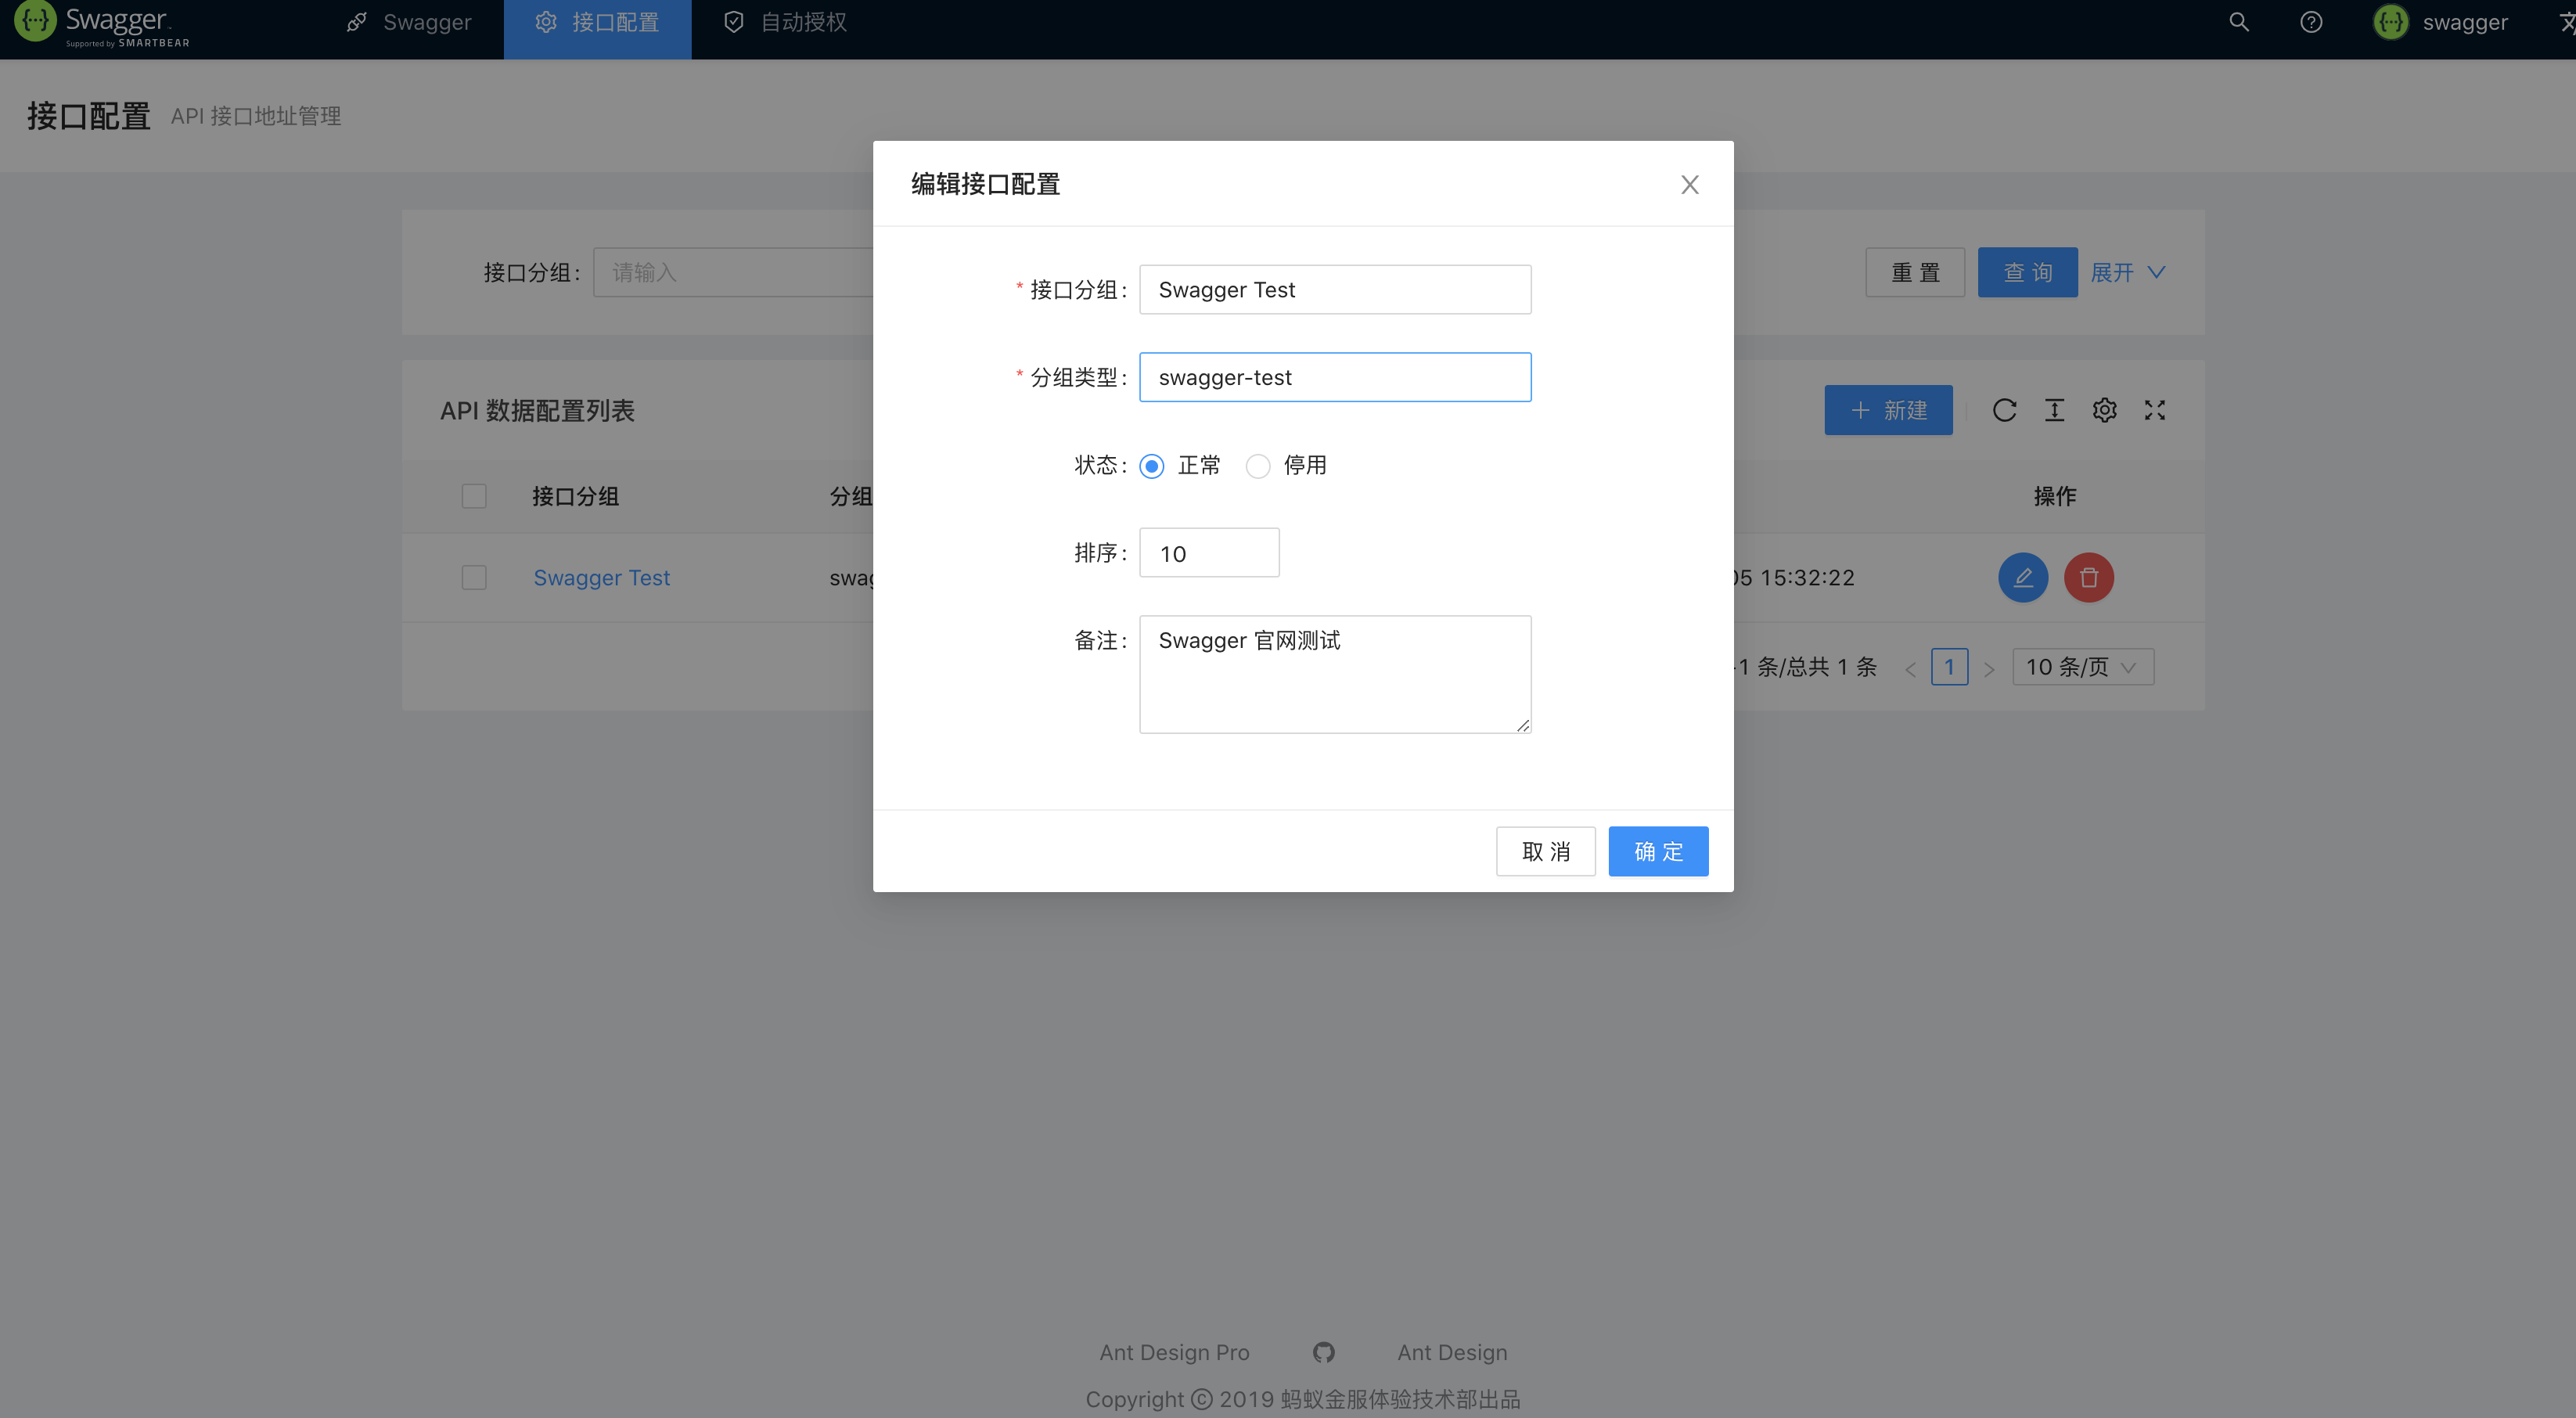 Swagger
Supported by SMARTBEAR
Swagger
接口配置
自动授权
swagger
接口配置
API 接口地址管理
编辑接口配置
接口分组:
请输入
重 置
查 询
展开
* 接口分组:
Swagger Test
* 分组类型:
swagger-test
API 数据配置列表
新建
状态:
正常
停用
接口分组
分组
操作
排序:
10
Swagger Test
swag
05 15:32:22
备注:
Swagger 官网测试
-1 条/总共 1 条
1
10 条/页
取 消
确 定
Ant Design Pro
Ant Design
Copyright © 2019 蚂蚁金服体验技术部出品